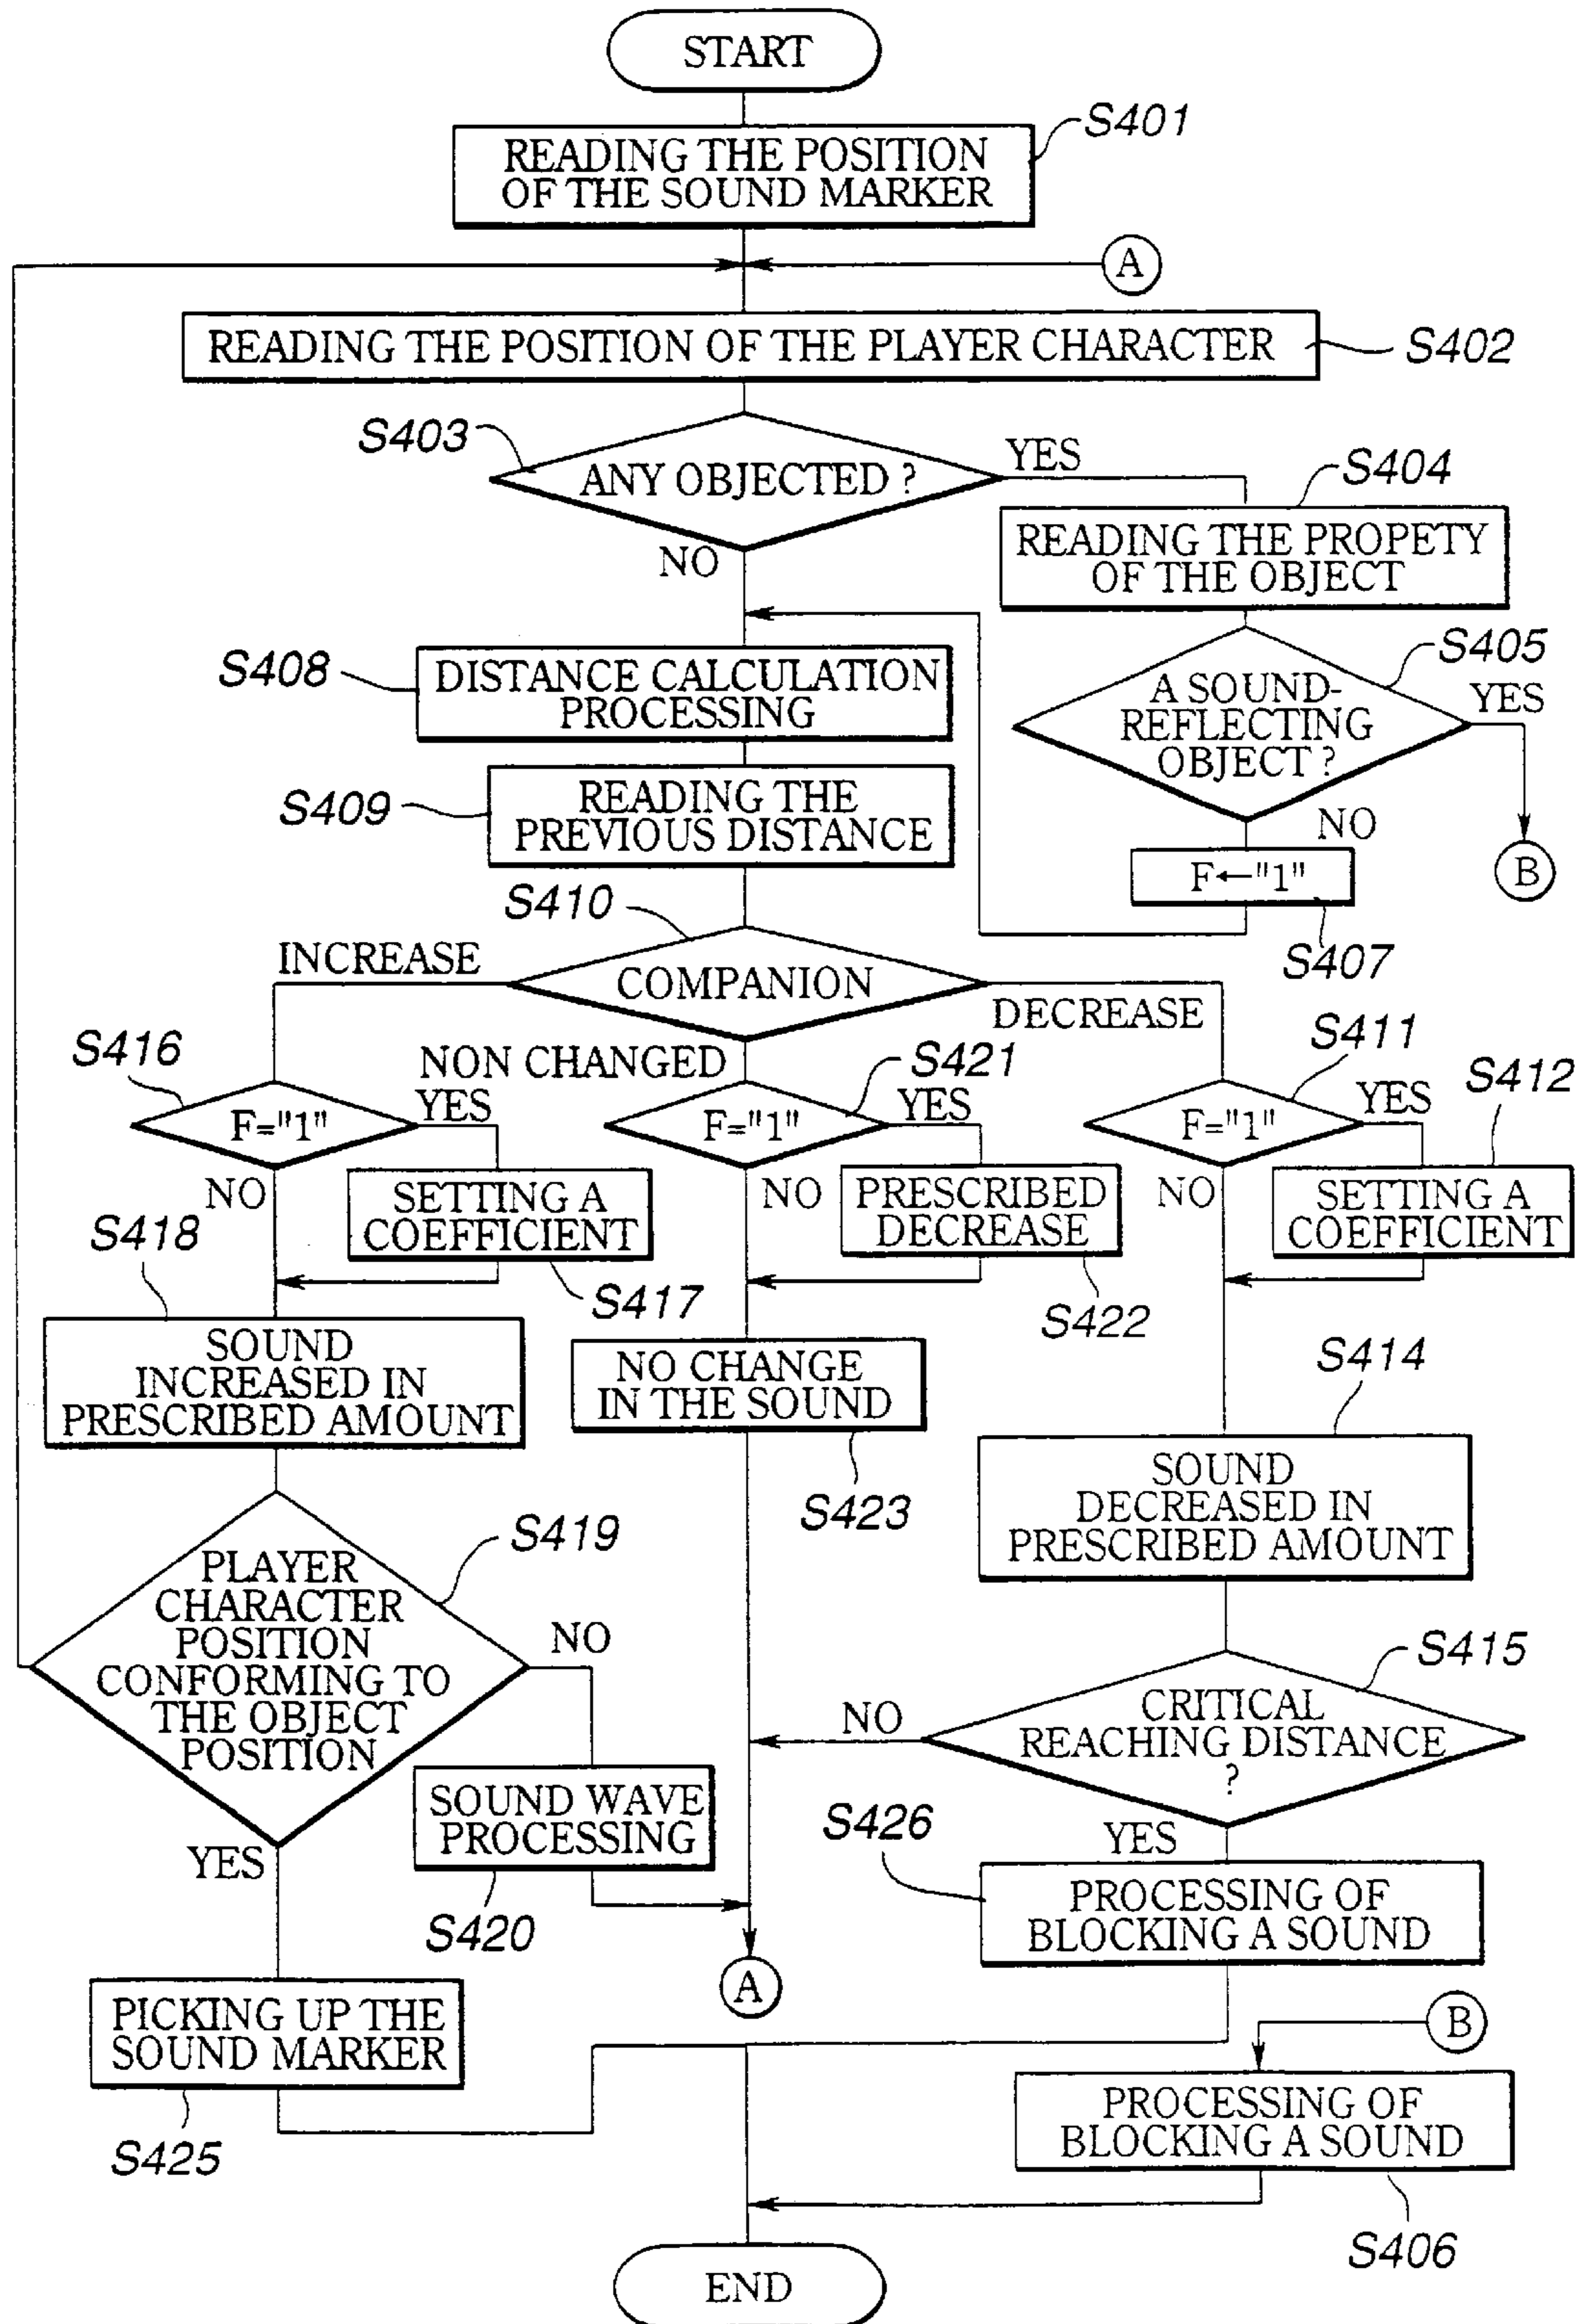 START
S401
READING THE POSITION
OF THE SOUND MARKER
A
READING THE POSITION OF THE PLAYER CHARACTER
S402
S403
ANY OBJECTED ?
YES
NO
S404
READING THE PROPETY
OF THE OBJECT
S405
A SOUND-
REFLECTING
OBJECT ?
YES
NO
B
F←"1"
S407
S408
DISTANCE CALCULATION
PROCESSING
S409
READING THE
PREVIOUS DISTANCE
S410
COMPANION
INCREASE
NON CHANGED
DECREASE
S416
F="1"
YES
NO
SETTING A
COEFFICIENT
S417
S421
F="1"
YES
NO
PRESCRIBED
DECREASE
S422
S411
F="1"
YES
NO
S412
SETTING A
COEFFICIENT
S418
SOUND
INCREASED IN
PRESCRIBED AMOUNT
NO CHANGE
IN THE SOUND
S423
S414
SOUND
DECREASED IN
PRESCRIBED AMOUNT
S419
PLAYER
CHARACTER
POSITION
CONFORMING TO
THE OBJECT
POSITION
NO
YES
SOUND WAVE
PROCESSING
S420
S415
CRITICAL
REACHING DISTANCE
?
NO
YES
S426
PROCESSING OF
BLOCKING A SOUND
A
PICKING UP THE
SOUND MARKER
S425
B
PROCESSING OF
BLOCKING A SOUND
S406
END